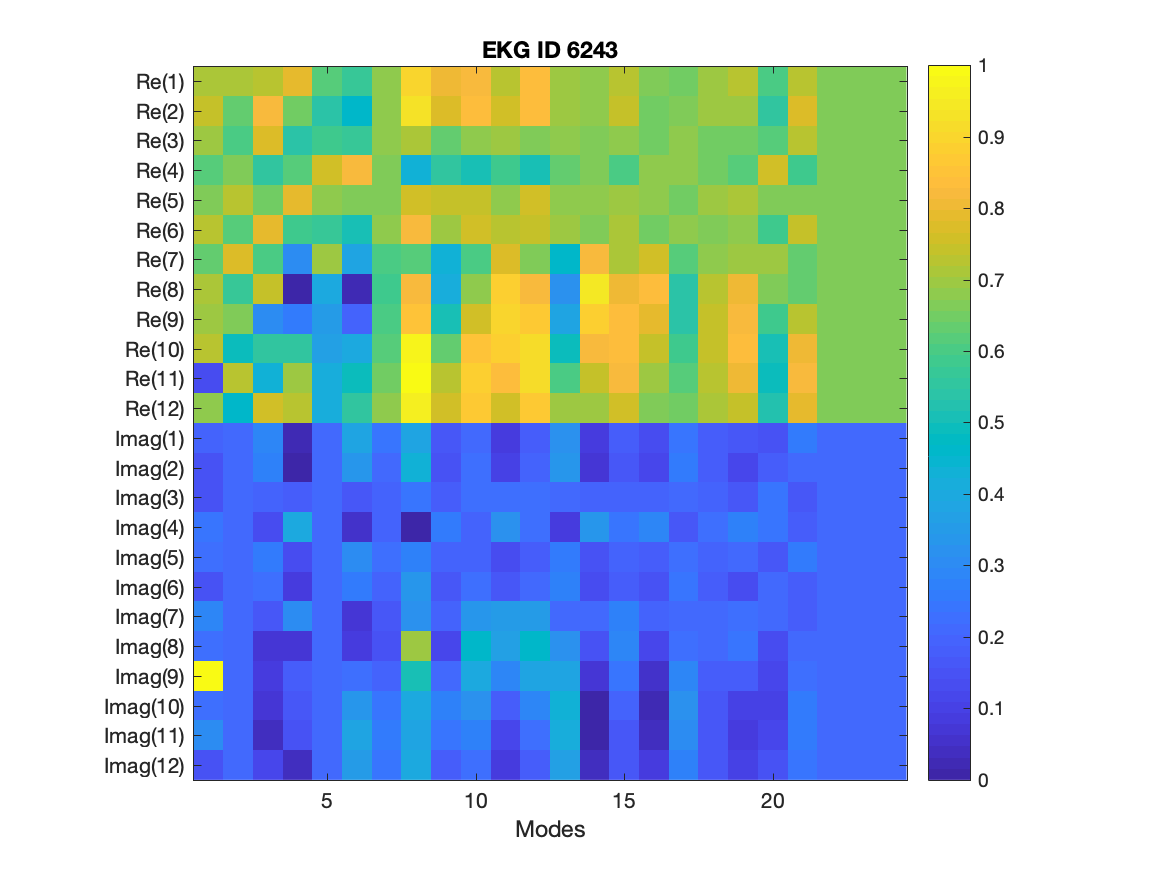 EKG ID 6243
Re(1)
Re(2)
Re(3)
Re(4)
Re(5)
Re(6)
Re(7)
Re(8)
Re(9)
Re(10)
Re(11)
Re(12)
Imag(1)
Imag(2)
Imag(3)
Imag(4)
Imag(5)
Imag(6)
Imag(7)
Imag(8)
Imag(9)
Imag(10)
Imag(11)
Imag(12)
5 10 15 20
Modes
1
0.9
0.8
0.7
0.6
0.5
0.4
0.3
0.2
0.1
0